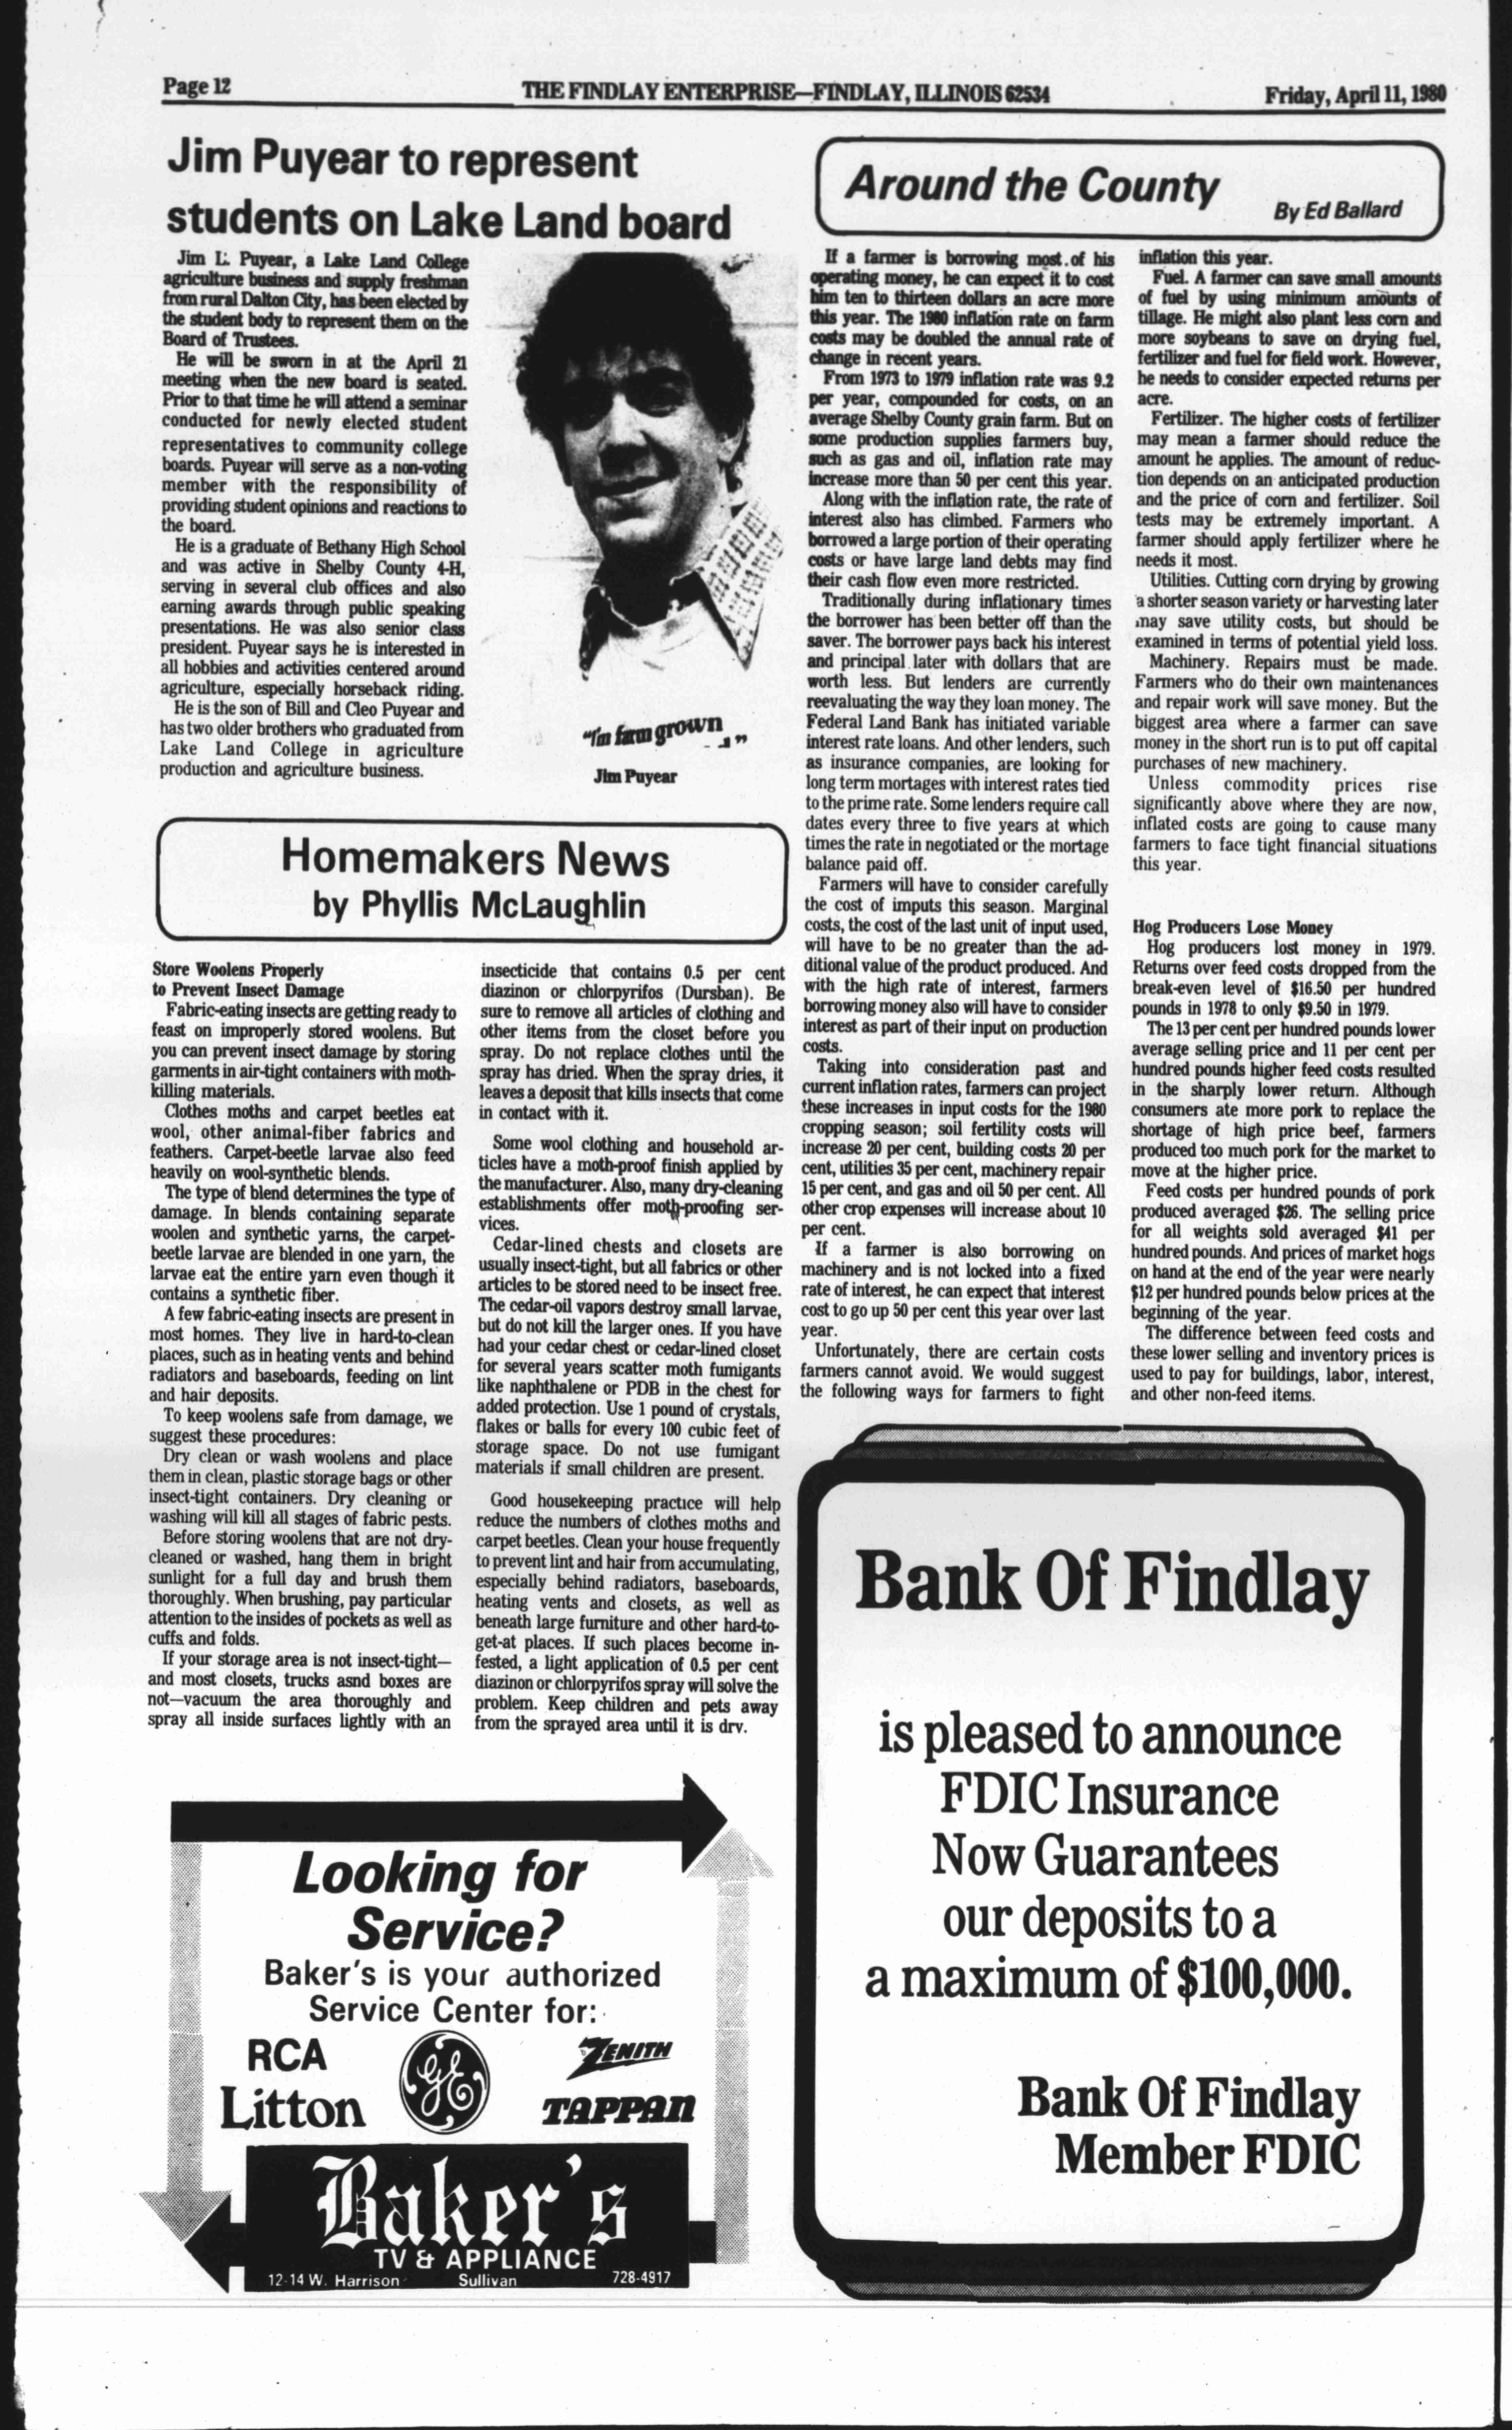 Page 12
THE FINDLAY ENTERPRISE—FINDLAY, ILLINOIS 62534
Friday, April 11, 1980
Jim Puyear to represent
students on Lake Land board
Jim L. Puyear, a Lake Land College
agriculture business and supply freshman
from rural Dalton City, has been elected by
the student body to represent them on the
Board of Trustees.
He will be sworn in at the April 21
meeting when the new board is seated.
Prior to that time he will attend a seminar
conducted for newly elected student
representatives to community college
boards. Puyear will serve as a non-voting
member with the responsibility of
providing student opinions and reactions to
the board.
He is a graduate of Bethany High School
and was active in Shelby County 4-H,
serving in several club offices and also
earning awards through public speaking
presentations. He was also senior class
president. Puyear says he is interested in
all hobbies and activities centered around
agriculture, especially horseback riding.
He is the son of Bill and Cleo Puyear and
has two older brothers who graduated from
Lake Land College in agriculture
production and agriculture business.
"I'm farm grown
"
Jim Puyear
Homemakers News
by Phyllis McLaughlin
Store Woolens Properly
to Prevent Insect Damage
Fabric-eating insects are getting ready to
feast on improperly stored woolens. But
you can prevent insect damage by storing
garments in air-tight containers with moth-
killing materials.
Clothes moths and carpet beetles eat
wool, other animal-fiber fabrics and
feathers. Carpet-beetle larvae also feed
heavily on wool-synthetic blends.
The type of blend determines the type of
damage. In blends containing separate
woolen and synthetic yarns, the carpet-
beetle larvae are blended in one yarn, the
larvae eat the entire yarn even though it
contains a synthetic fiber.
A few fabric-eating insects are present in
most homes. They live in hard-to-clean
places, such as in heating vents and behind
radiators and baseboards, feeding on lint
and hair deposits.
To keep woolens safe from damage, we
suggest these procedures:
Dry clean or wash woolens and place
them in clean, plastic storage bags or other
insect-tight containers. Dry cleaning or
washing will kill all stages of fabric pests.
Before storing woolens that are not dry-
cleaned or washed, hang them in bright
sunlight for a full day and brush them
thoroughly. When brushing, pay particular
attention to the insides of pockets as well as
cuffs and folds.
If your storage area is not insect-tight—
and most closets, trucks asnd boxes are
not—vacuum the area thoroughly and
spray all inside surfaces lightly with an
insecticide that contains 0.5 per cent
diazinon or chlorpyrifos (Dursban). Be
sure to remove all articles of clothing and
other items from the closet before you
spray. Do not replace clothes until the
spray has dried. When the spray dries, it
leaves a deposit that kills insects that come
in contact with it.
Some wool clothing and household ar-
ticles have a moth-proof finish applied by
the manufacturer. Also, many dry-cleaning
establishments offer moth-proofing ser-
vices.
Cedar-lined chests and closets are
usually insect-tight, but all fabrics or other
articles to be stored need to be insect free.
The cedar-oil vapors destroy small larvae,
but do not kill the larger ones. If you have
had your cedar chest or cedar-lined closet
for several years scatter moth fumigants
like naphthalene or PDB in the chest for
added protection. Use 1 pound of crystals,
flakes or balls for every 100 cubic feet of
storage space. Do not use fumigant
materials if small children are present.
Good housekeeping practice will help
reduce the numbers of clothes moths and
carpet beetles. Clean your house frequently
to prevent lint and hair from accumulating,
especially behind radiators, baseboards,
heating vents and closets, as well as
beneath large furniture and other hard-to-
get-at places. If such places become in-
fested, a light application of 0.5 per cent
diazinon or chlorpyrifos spray will solve the
problem. Keep children and pets away
from the sprayed area until it is dry.
Around the County
By Ed Ballard
If a farmer is borrowing most of his
operating money, he can expect it to cost
him ten to thirteen dollars an acre more
this year. The 1980 inflation rate on farm
costs may be doubled the annual rate of
change in recent years.
From 1973 to 1979 inflation rate was 9.2
per year, compounded for costs, on an
average Shelby County grain farm. But on
some production supplies farmers buy,
such as gas and oil, inflation rate may
increase more than 50 per cent this year.
Along with the inflation rate, the rate of
interest also has climbed. Farmers who
borrowed a large portion of their operating
costs or have large land debts may find
their cash flow even more restricted.
Traditionally during inflationary times
the borrower has been better off than the
saver. The borrower pays back his interest
and principal later with dollars that are
worth less. But lenders are currently
reevaluating the way they loan money. The
Federal Land Bank has initiated variable
interest rate loans. And other lenders, such
as insurance companies, are looking for
long term mortages with interest rates tied
to the prime rate. Some lenders require call
dates every three to five years at which
times the rate in negotiated or the mortage
balance paid off.
Farmers will have to consider carefully
the cost of imputs this season. Marginal
costs, the cost of the last unit of input used,
will have to be no greater than the ad-
ditional value of the product produced. And
with the high rate of interest, farmers
borrowing money also will have to consider
interest as part of their input on production
costs.
Taking into consideration past and
current inflation rates, farmers can project
these increases in input costs for the 1980
cropping season; soil fertility costs will
increase 20 per cent, building costs 20 per
cent, utilities 35 per cent, machinery repair
15 per cent, and gas and oil 50 per cent. All
other crop expenses will increase about 10
per cent.
If a farmer is also borrowing on
machinery and is not locked into a fixed
rate of interest, he can expect that interest
cost to go up 50 per cent this year over last
year.
Unfortunately, there are certain costs
farmers cannot avoid. We would suggest
the following ways for farmers to fight
inflation this year.
Fuel. A farmer can save small amounts
of fuel by using minimum amounts of
tillage. He might also plant less corn and
more soybeans to save on drying fuel,
fertilizer and fuel for field work. However,
he needs to consider expected returns per
acre.
Fertilizer. The higher costs of fertilizer
may mean a farmer should reduce the
amount he applies. The amount of reduc-
tion depends on an anticipated production
and the price of corn and fertilizer. Soil
tests may be extremely important. A
farmer should apply fertilizer where he
needs it most.
Utilities. Cutting corn drying by growing
a shorter season variety or harvesting later
may save utility costs, but should be
examined in terms of potential yield loss.
Machinery. Repairs must be made.
Farmers who do their own maintenances
and repair work will save money. But the
biggest area where a farmer can save
money in the short run is to put off capital
purchases of new machinery.
Unless commodity prices rise
significantly above where they are now,
inflated costs are going to cause many
farmers to face tight financial situations
this year.
Hog Producers Lose Money
Hog producers lost money in 1979.
Returns over feed costs dropped from the
break-even level of $16.50 per hundred
pounds in 1978 to only $9.50 in 1979.
The 13 per cent per hundred pounds lower
average selling price and 11 per cent per
hundred pounds higher feed costs resulted
in the sharply lower return. Although
consumers ate more pork to replace the
shortage of high price beef, farmers
produced too much pork for the market to
move at the higher price.
Feed costs per hundred pounds of pork
produced averaged $26. The selling price
for all weights sold averaged $41 per
hundred pounds. And prices of market hogs
on hand at the end of the year were nearly
$12 per hundred pounds below prices at the
beginning of the year.
The difference between feed costs and
these lower selling and inventory prices is
used to pay for buildings, labor, interest,
and other non-feed items.
Looking for
Service?
Baker's is your authorized
Service Center for:
RCA
GE
ZENITH
Litton
TAPPAN
Baker's
TV & APPLIANCE
12-14 W. Harrison Sullivan 728-4917
Bank Of Findlay
is pleased to announce
FDIC Insurance
Now Guarantees
our deposits to a
a maximum of $100,000.
Bank Of Findlay
Member FDIC